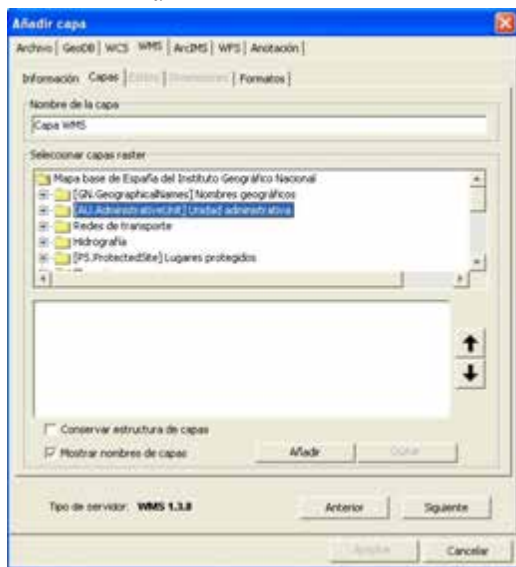 Añadir capa
Archivo | GeoDB | WCS | WMS | ArcIMS | WFS | Anotación |
Información | Capas | Estilos | Dimensiones | Formatos |
Nombre de la capa
Capa WMS
Seleccionar capas raster
Mapa base de España del Instituto Geográfico Nacional
[GN.GeographicalNames] Nombres geográficos
[AU.AdministrativeUnit] Unidad administrativa
Redes de transporte
Hidrografía
[PS.ProtectedSite] Lugares protegidos
Conservar estructura de capas
Mostrar nombres de capas
Añadir
Tipo de servidor: WMS 1.3.0
Anterior
Siguiente
Cancelar